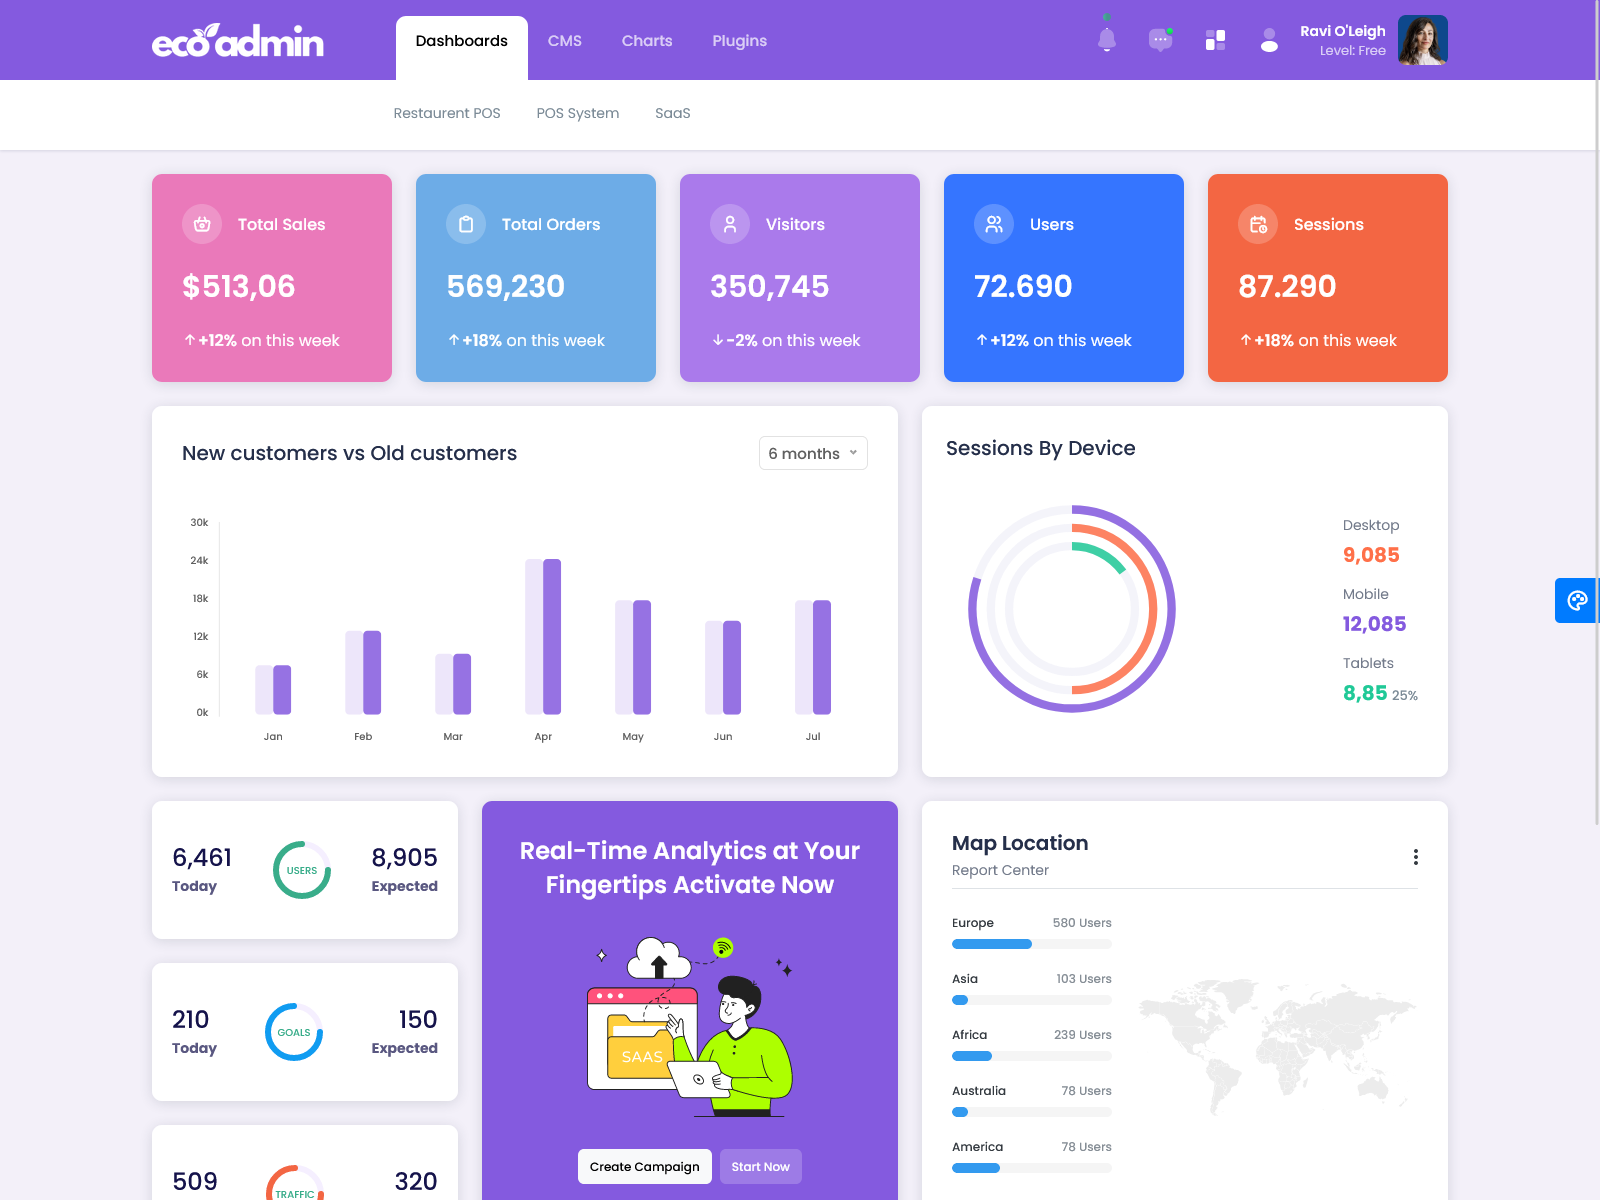 eco admin
Dashboards
CMS
Charts
Plugins
Ravi O'Leigh
Level: Free
Restaurent POS
POS System
SaaS
Total Sales
$513,06
+12% on this week
Total Orders
569,230
+18% on this week
Visitors
350,745
-2% on this week
Users
72.690
+12% on this week
Sessions
87.290
+18% on this week
New customers vs Old customers
6 months
30k
24k
18k
12k
6k
0k
Jan
Feb
Mar
Apr
May
Jun
Jul
Sessions By Device
Desktop
9,085
Mobile
12,085
Tablets
8,85 25%
6,461
Today
USERS
8,905
Expected
210
Today
GOALS
150
Expected
509
TRAFFIC
320
Real-Time Analytics at Your
Fingertips Activate Now
SAAS
Create Campaign
Start Now
Map Location
Report Center
Europe
580 Users
Asia
103 Users
Africa
239 Users
Australia
78 Users
America
78 Users